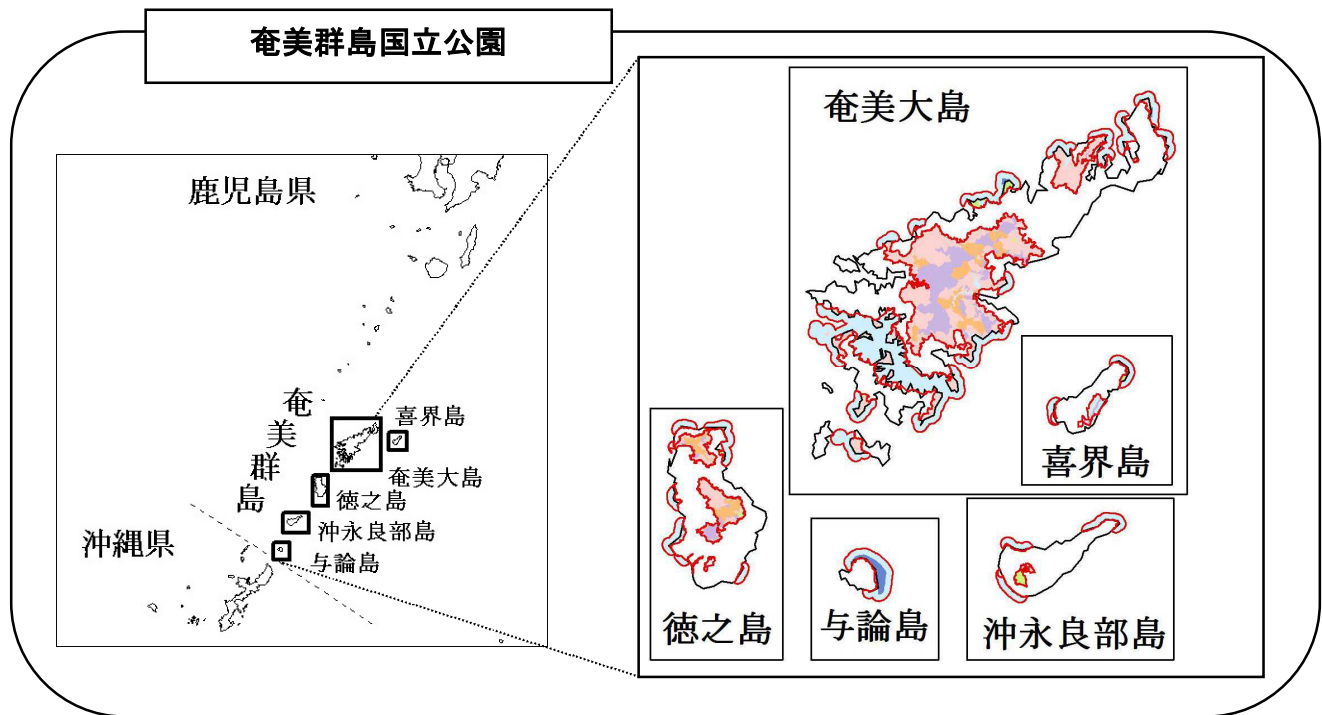 奄美群島国立公園
鹿児島県
奄美群島
喜界島
奄美大島
徳之島
沖永良部島
与論島
沖縄県
奄美大島
喜界島
徳之島
与論島
沖永良部島